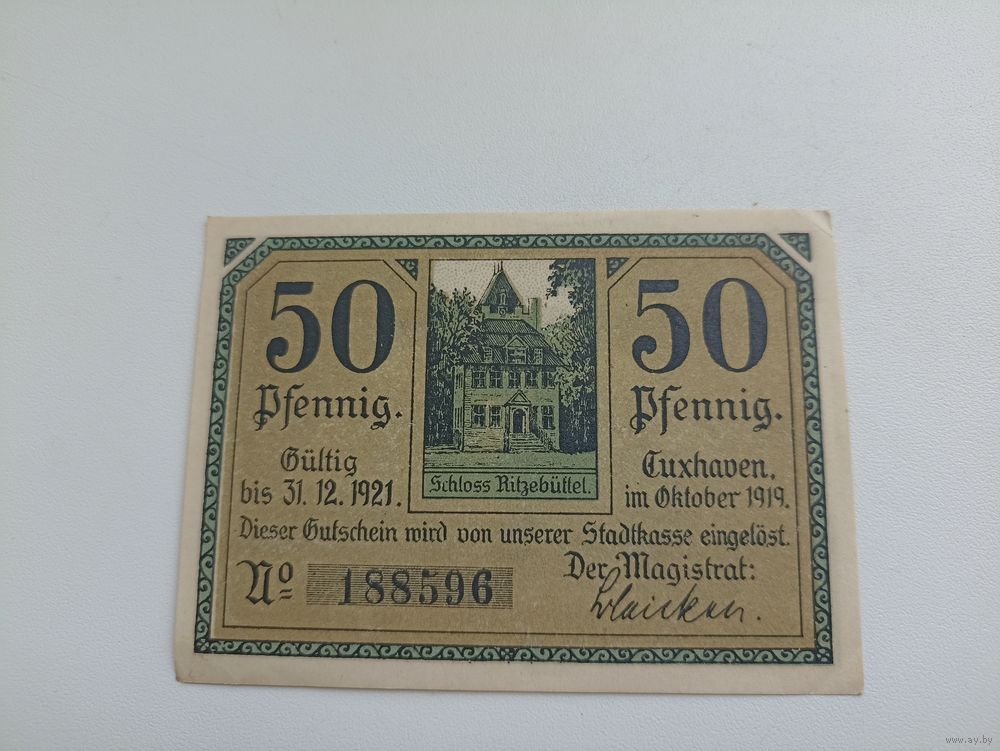 50
Pfennig.
Gültig
bis 31. 12. 1921.
Schloss Ritzebüttel.
50
Pfennig.
Cuxhaven,
im Oktober 1919.
Dieser Gutschein wird von unserer Stadtkasse eingelöst.
No 188596
Der Magistrat:
www.ay.by